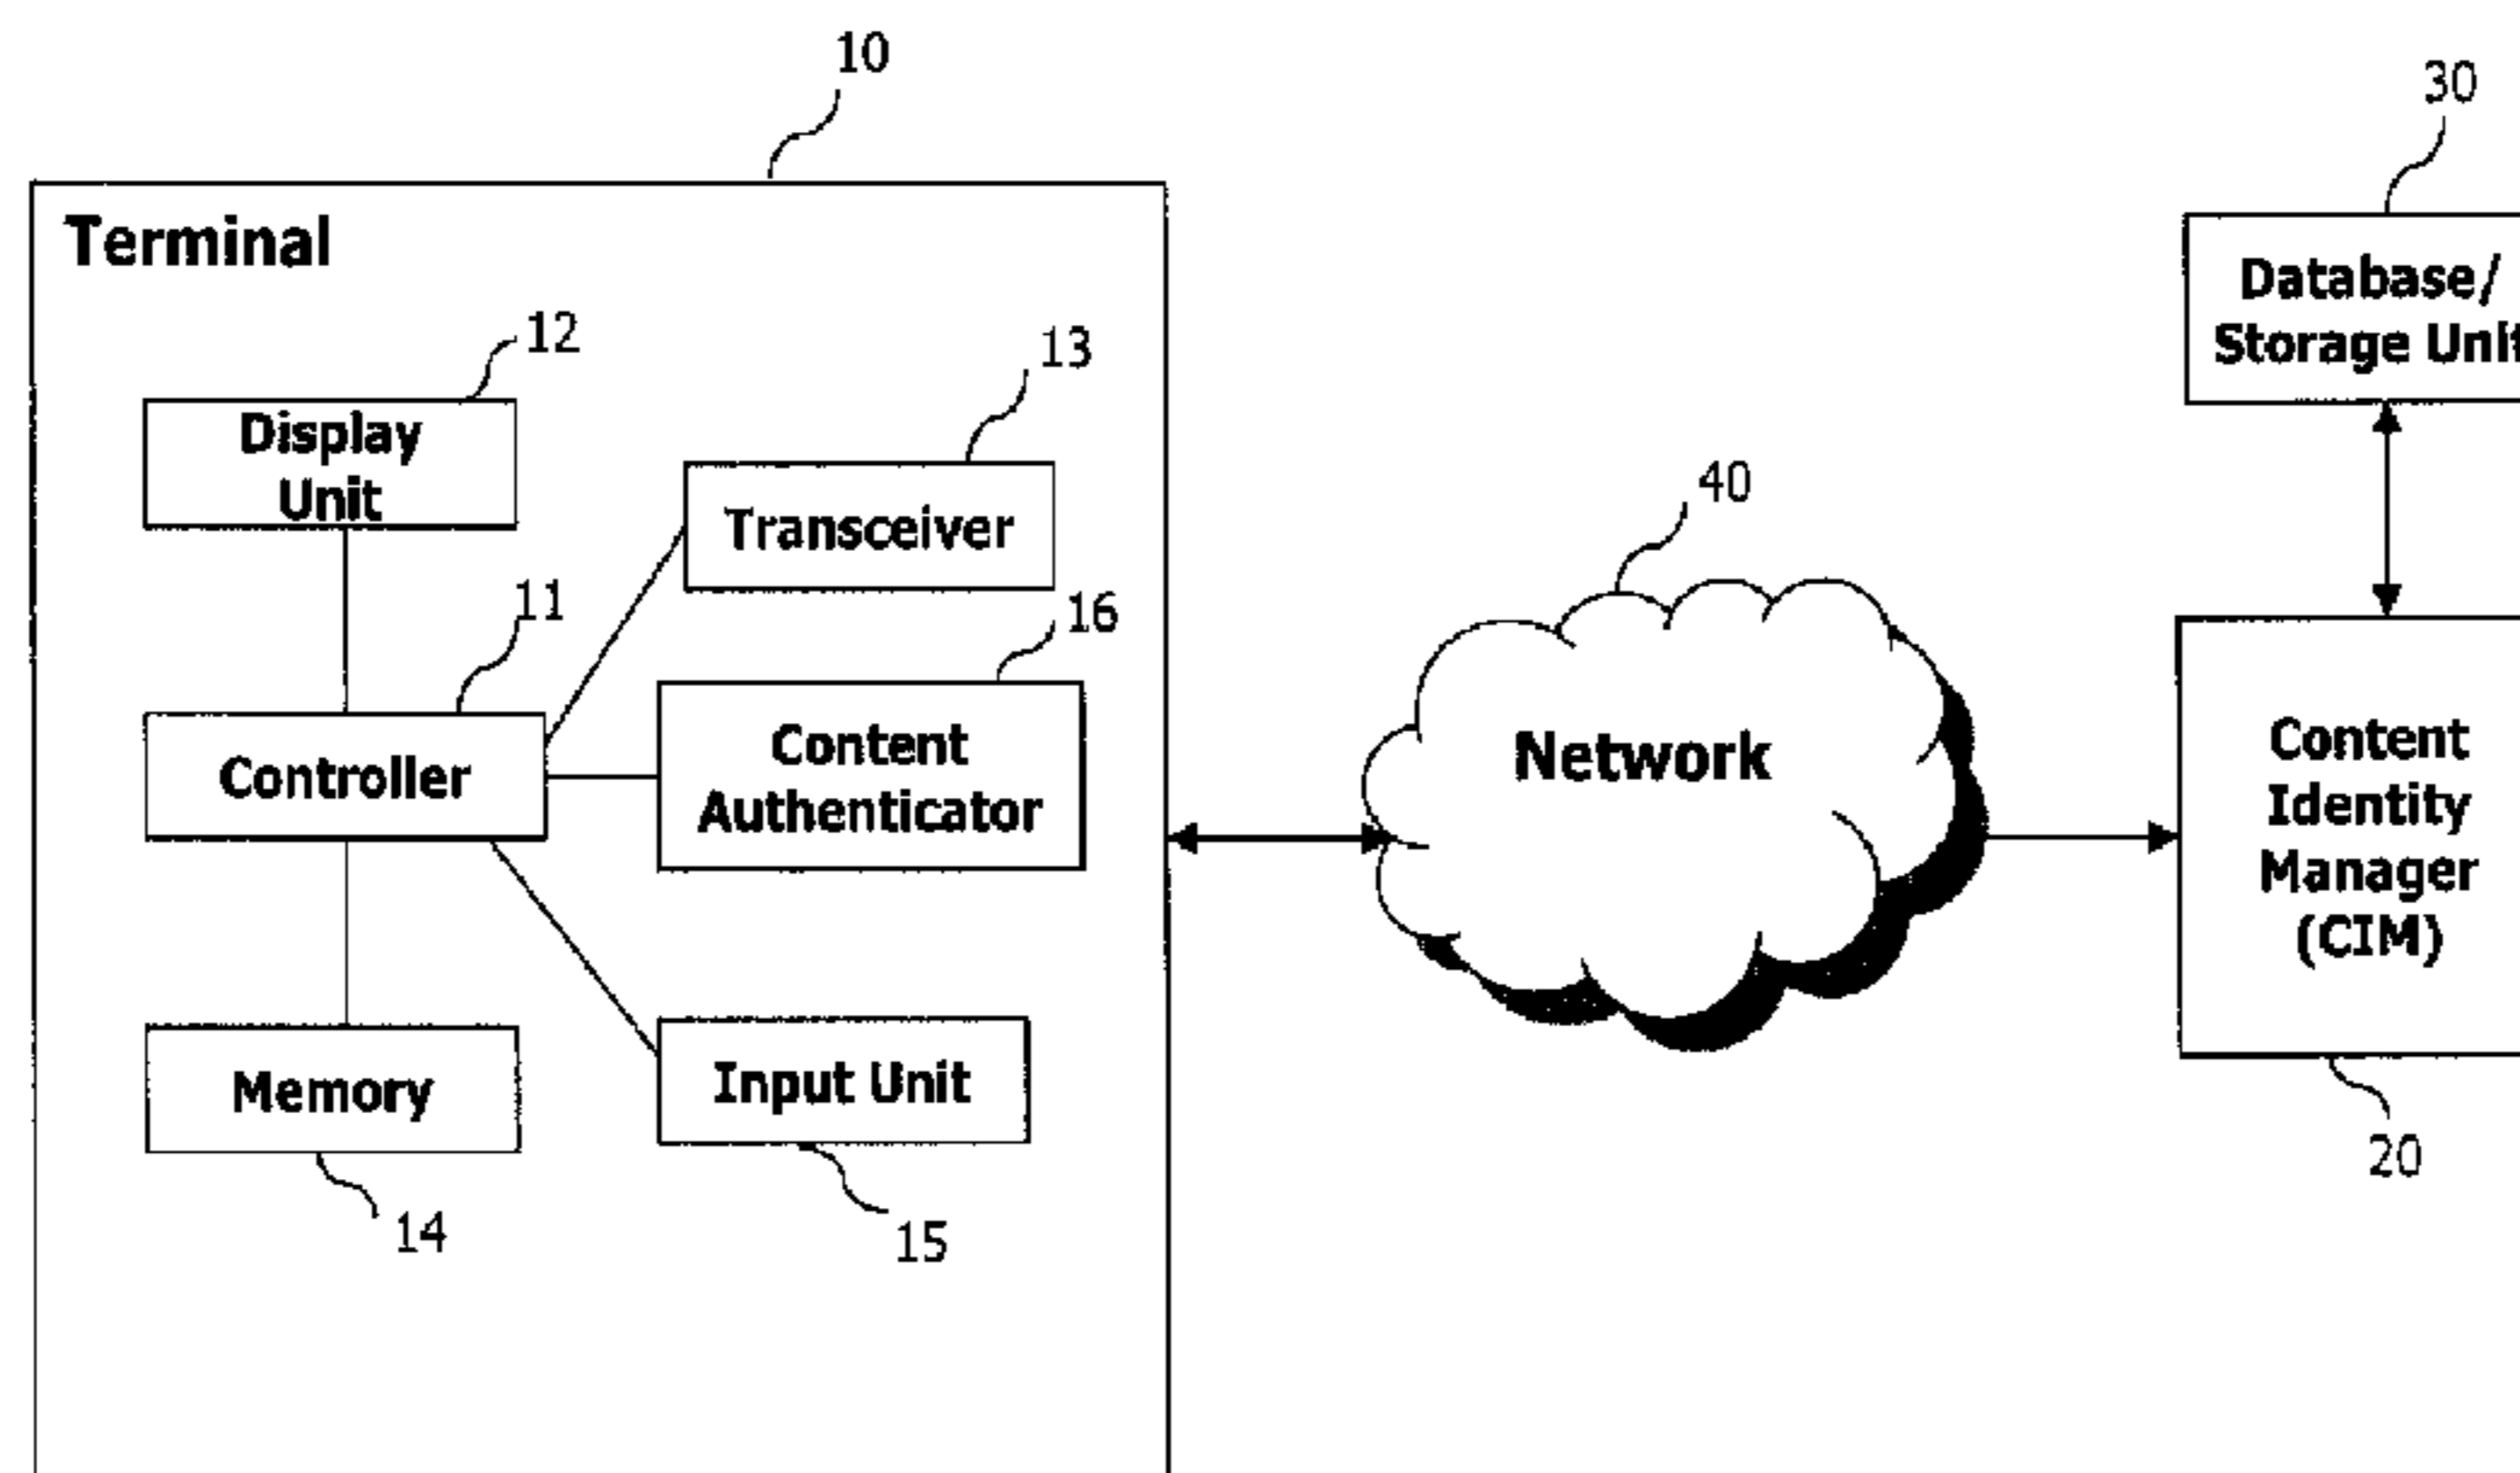 10
30
Terminal
Database/
Storage Unit
12
13
Display
Unit
Transceiver
40
11
16
Content
Authenticator
Controller
Network
Content
Identity
Manager
(CIM)
Memory
Input Unit
20
14
15